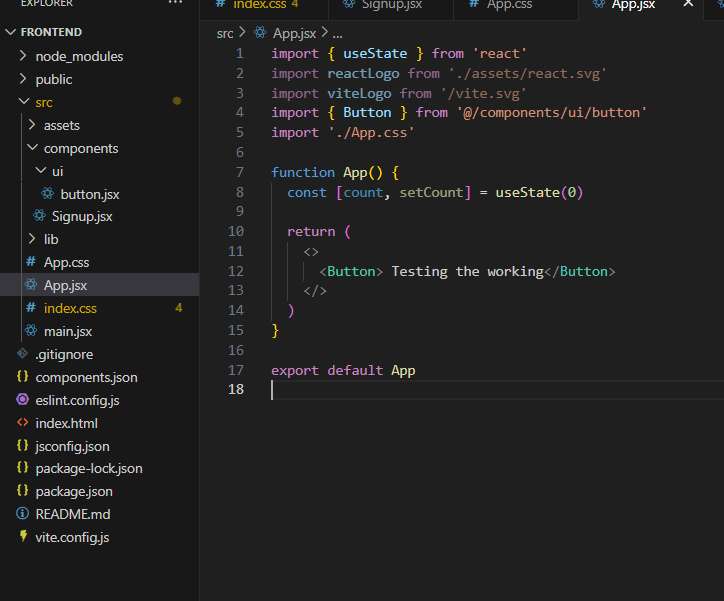 EXPLORER
FRONTEND
node_modules
public
src
assets
components
ui
button.jsx
Signup.jsx
lib
App.css
App.jsx
index.css 4
main.jsx
.gitignore
components.json
eslint.config.js
index.html
jsconfig.json
package-lock.json
package.json
README.md
vite.config.js
index.css 4
Signup.jsx
App.css
App.jsx
src > App.jsx > ...
1 import { useState } from 'react'
2 import reactLogo from './assets/react.svg'
3 import viteLogo from '/vite.svg'
4 import { Button } from '@/components/ui/button'
5 import './App.css'
6
7 function App() {
8 const [count, setCount] = useState(0)
9
10 return (
11 <>
12 <Button> Testing the working</Button>
13 </>
14 )
15 }
16
17 export default App
18